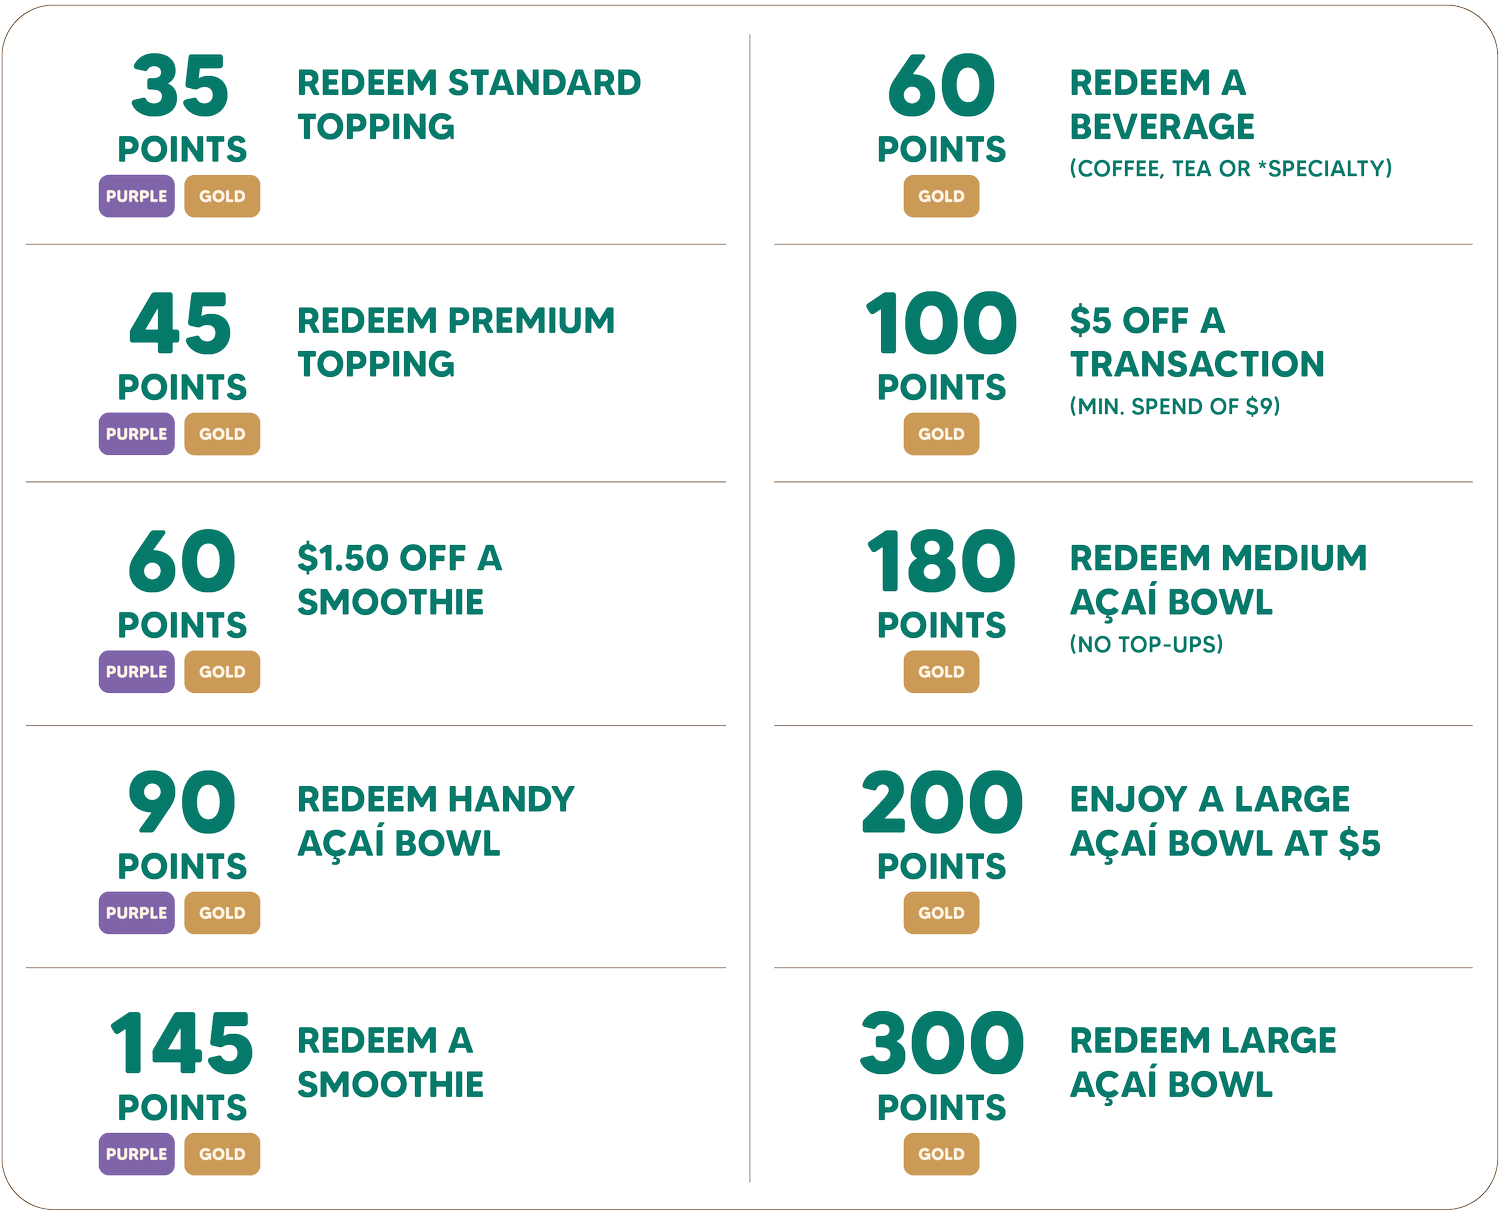 35
POINTS
PURPLE GOLD
REDEEM STANDARD
TOPPING
45
POINTS
PURPLE GOLD
REDEEM PREMIUM
TOPPING
60
POINTS
PURPLE GOLD
$1.50 OFF A
SMOOTHIE
90
POINTS
PURPLE GOLD
REDEEM HANDY
AÇAÍ BOWL
145
POINTS
PURPLE GOLD
REDEEM A
SMOOTHIE
60
POINTS
GOLD
REDEEM A
BEVERAGE
(COFFEE, TEA OR *SPECIALTY)
100
POINTS
GOLD
$5 OFF A
TRANSACTION
(MIN. SPEND OF $9)
180
POINTS
GOLD
REDEEM MEDIUM
AÇAÍ BOWL
(NO TOP-UPS)
200
POINTS
GOLD
ENJOY A LARGE
AÇAÍ BOWL AT $5
300
POINTS
GOLD
REDEEM LARGE
AÇAÍ BOWL